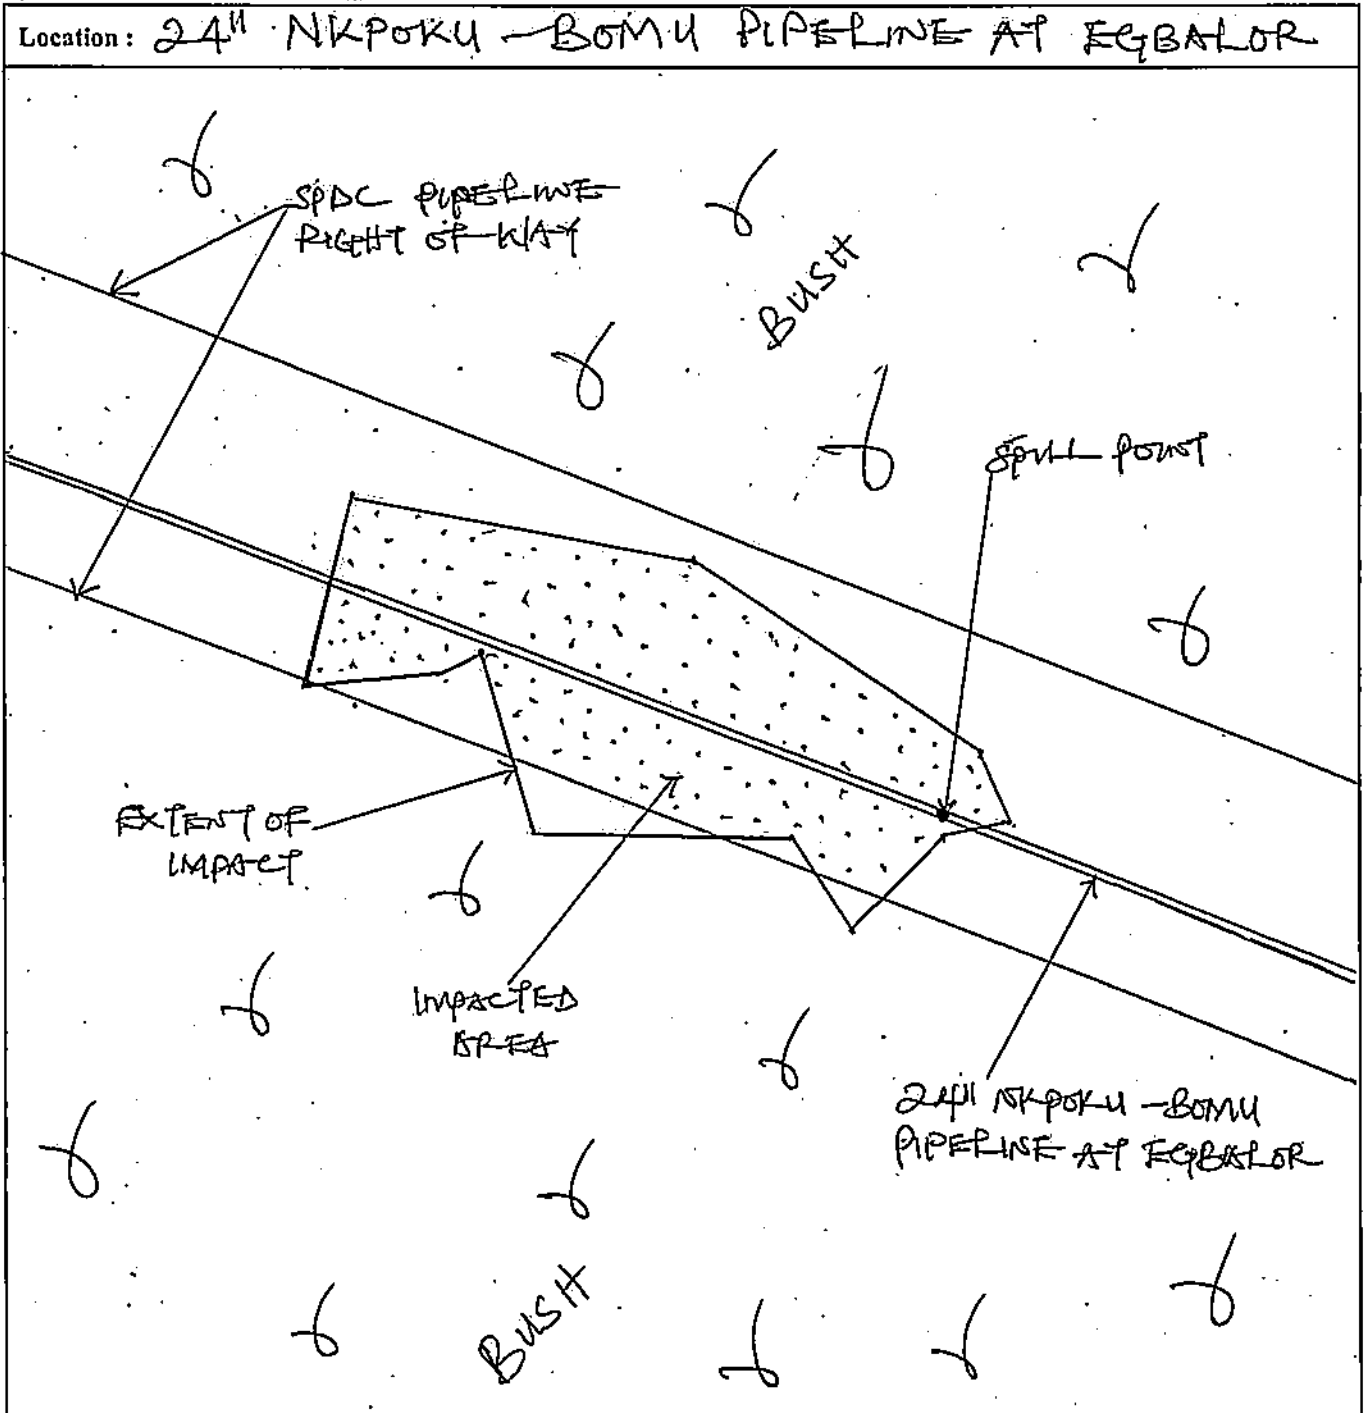 Location: 24" NKPOKU - BOMU PIPELINE AT EGBALOR
SPDC PIPELINE
RIGHT OF WAY
BUSH
SPILL POINT
EXTENT OF
IMPACT
IMPACTED
AREA
24" NKPOKU - BOMU
PIPELINE AT EGBALOR
BUSH